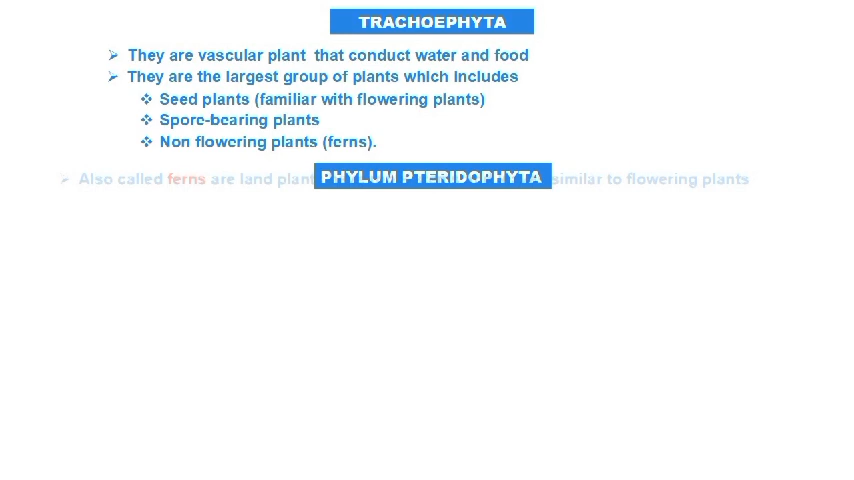 TRACHOEPHYTA
They are vascular plant that conduct water and food
They are the largest group of plants which includes
Seed plants (familiar with flowering plants)
Spore-bearing plants
Non flowering plants (ferns).
PHYLUM PTERIDOPHYTA
Also called ferns are land plant similar to flowering plants